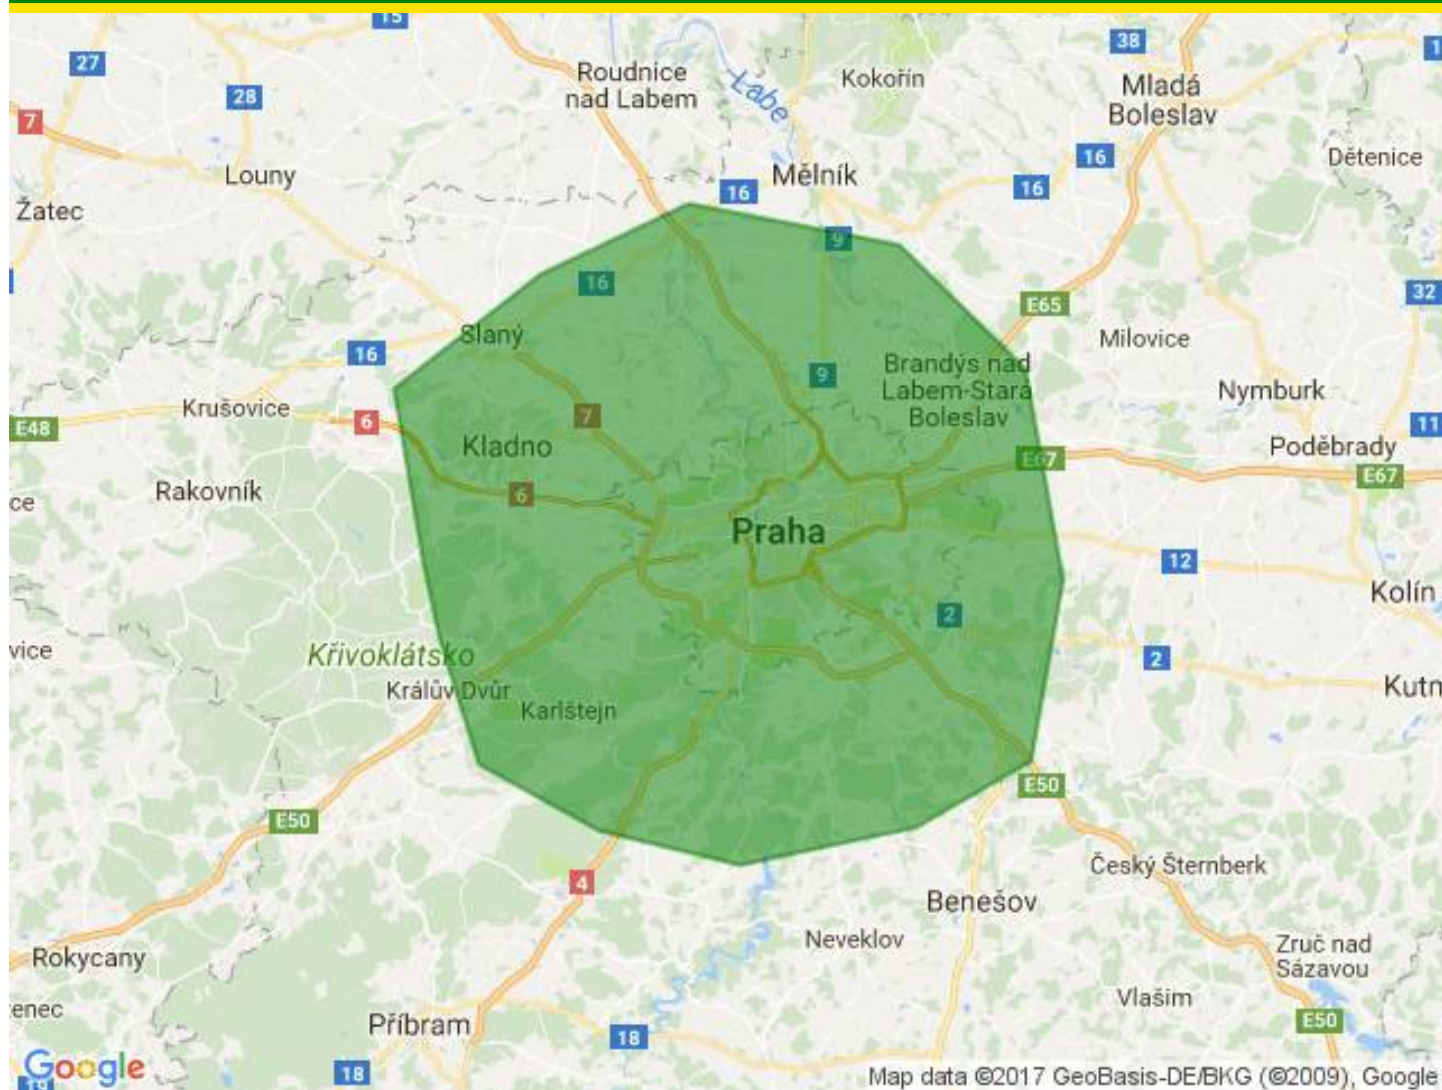 15
38
1
27
Roudnice
nad Labem
Labe
Kokořín
Mladá
Boleslav
28
7
16
Dětenice
Louny
Mělník
16
16
Žatec
9
16
32
E65
Slaný
Milovice
16
9
Brandýs nad
Labem-Stará
Boleslav
Nymburk
Krušovice
6
7
E48
11
Kladno
E67
Poděbrady
E67
Rakovník
6
ce
Praha
12
Kolín
2
vice
Křivoklátsko
2
Králův Dvůr
Kutn
Karlštejn
E50
E50
Český Šternberk
4
Benešov
Neveklov
Zruč nad
Sázavou
Rokycany
Vlašim
enec
E50
Příbram
18
Google
18
19
Map data ©2017 GeoBasis-DE/BKG (©2009), Google